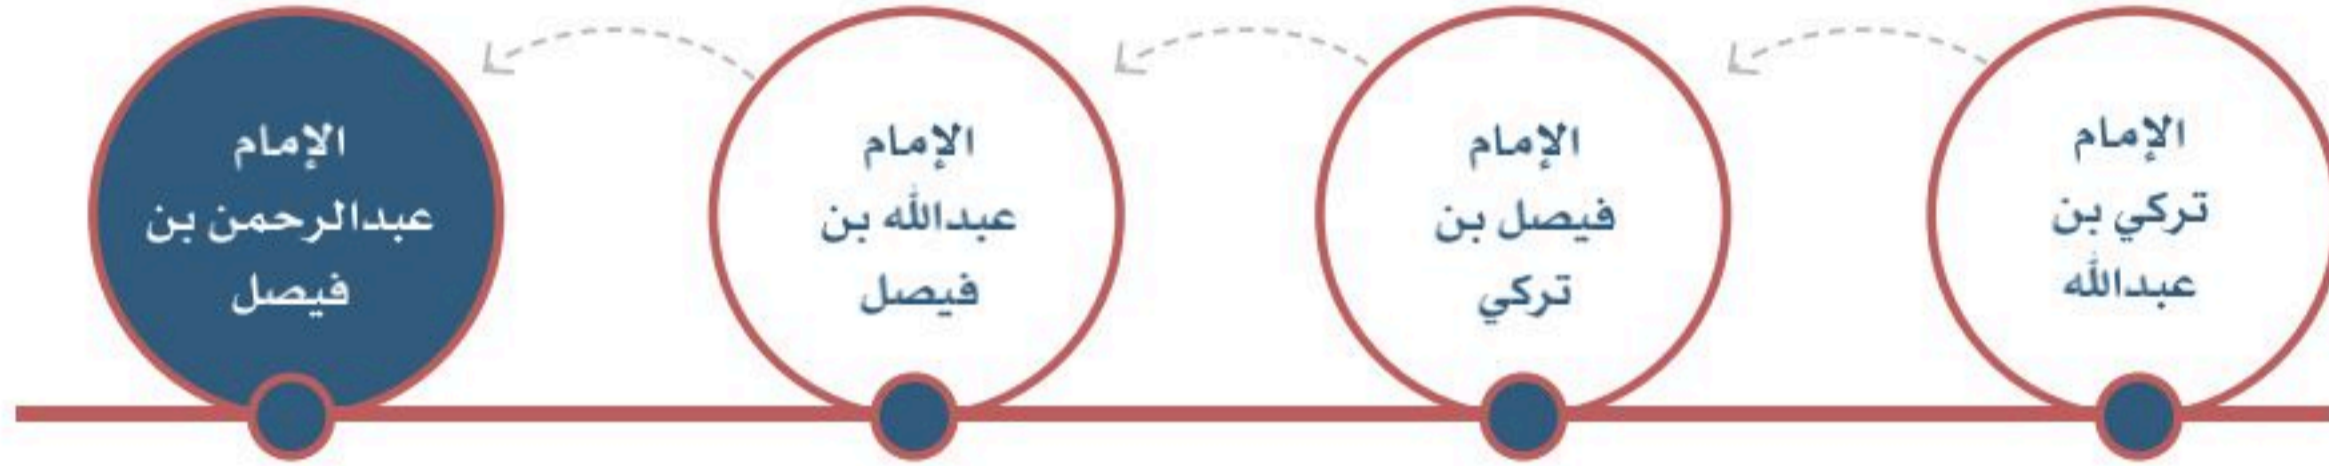 الإمام
تركي بن
عبدالله
الإمام
فيصل بن
تركي
الإمام
عبدالله بن
فيصل
الإمام
عبدالرحمن بن
فيصل